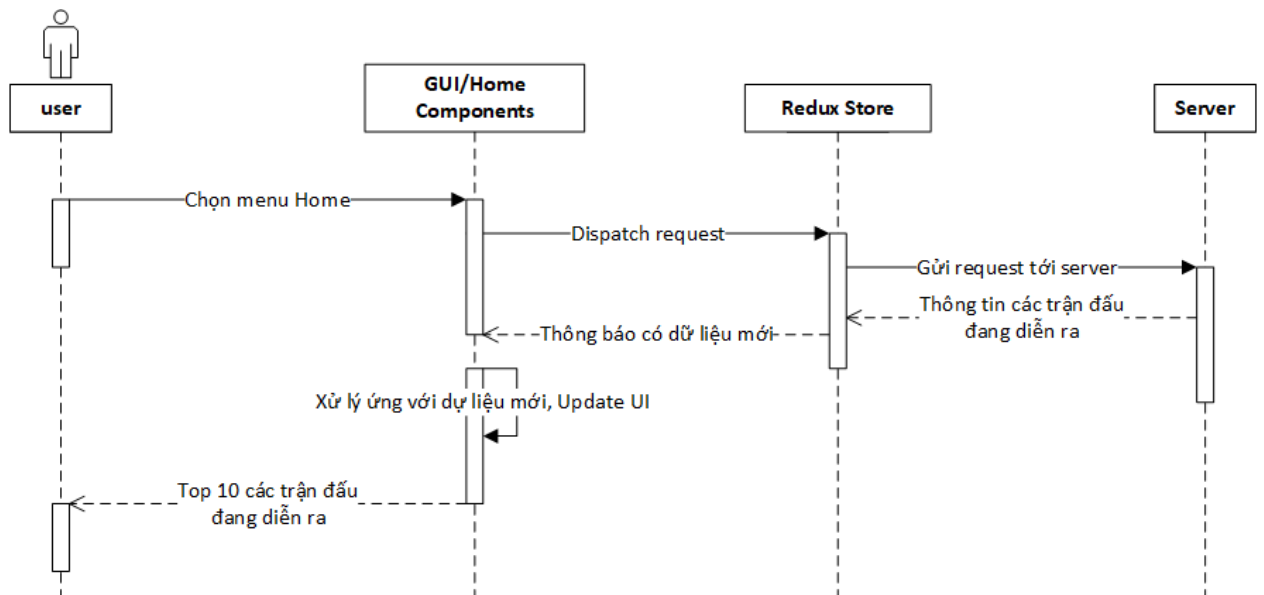 user
GUI/Home
Components
Redux Store
Server
Chọn menu Home
Dispatch request
Gửi request tới server
Thông tin các trận đấu
đang diễn ra
Thông báo có dữ liệu mới
Xử lý ứng với dự liệu mới, Update UI
Top 10 các trận đấu
đang diễn ra